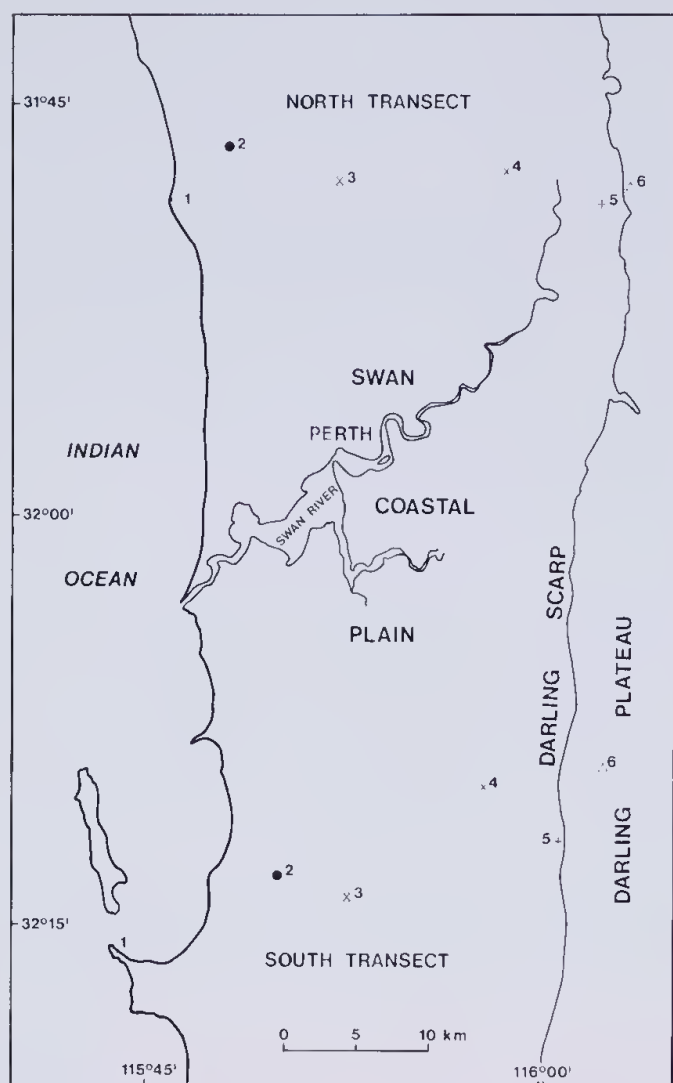 31°45'
NORTH TRANSECT
2
3
4
1
5
6
SWAN
PERTH
INDIAN
SWAN RIVER
COASTAL
32°00'
OCEAN
PLAIN
DARLING SCARP
DARLING PLATEAU
6
4
5
2
3
32°15'
1
SOUTH TRANSECT
0 5 10 km
115°45'
116°00'